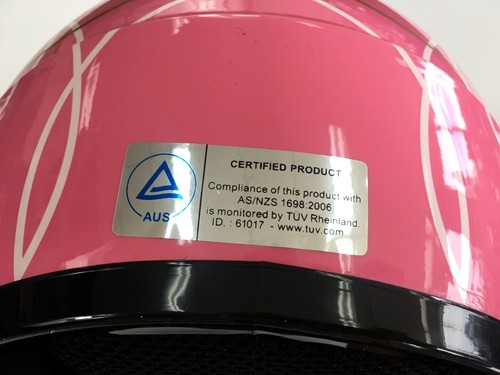 CERTIFIED PRODUCT
Compliance of this product with
AS/NZS 1698:2006
is monitored by TÜV Rheinland.
ID. : 61017 - www.tuv.com
AUS